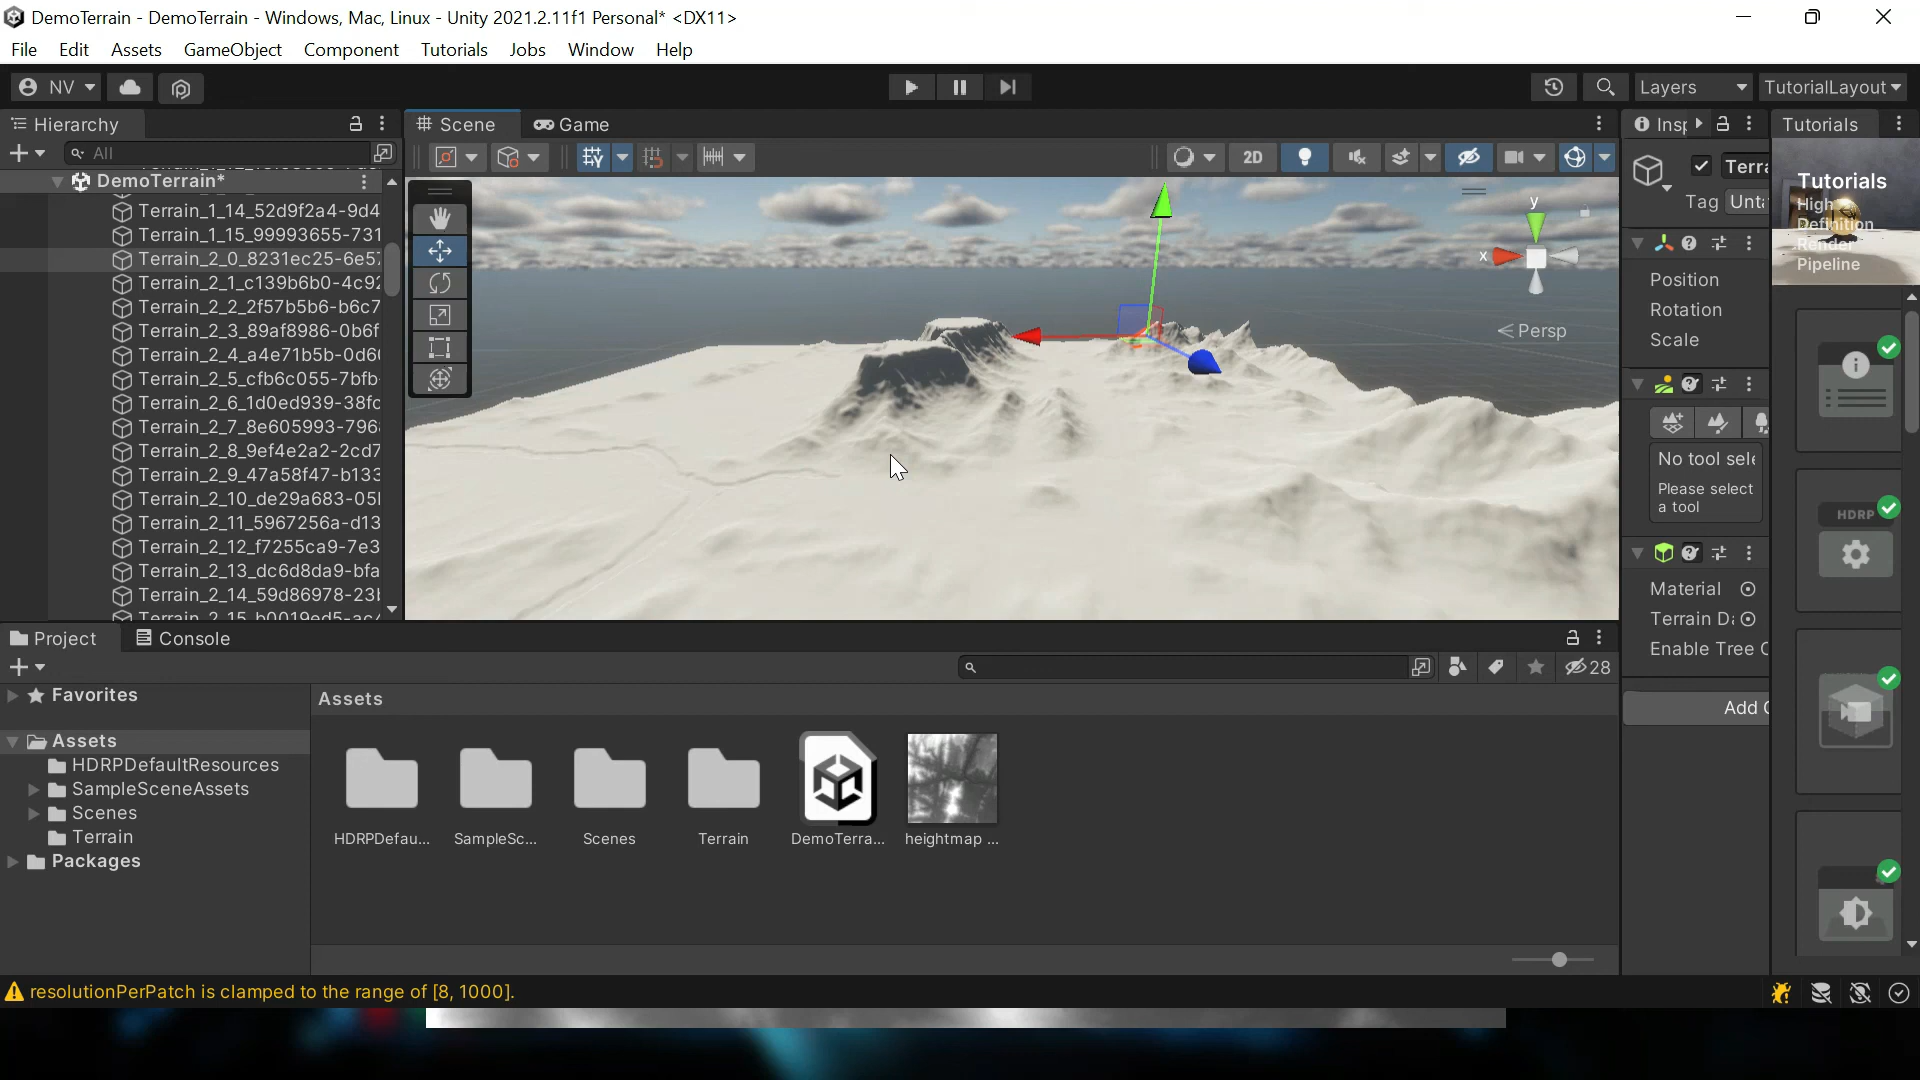 DemoTerrain - DemoTerrain - Windows, Mac, Linux - Unity 2021.2.11f1 Personal* <DX11>
File Edit Assets GameObject Component Tutorials Jobs Window Help
NV
Layers
TutorialLayout
Hierarchy
Scene
Game
Insp
Tutorials
All
2D
DemoTerrain*
Terrain_1_14_52d9f2a4-9d4
Terrain_1_15_99993655-731
Terrain_2_0_8231ec25-6e57
Terrain_2_1_c139b6b0-4c92
Terrain_2_2_2f57b5b6-b6c7
Terrain_2_3_89af8986-0b6f
Terrain_2_4_a4e71b5b-0d6
Terrain_2_5_cfb6c055-7bfb
Terrain_2_6_1d0ed939-38fc
Terrain_2_7_8e605993-796
Terrain_2_8_9ef4e2a2-2cd7
Terrain_2_9_47a58f47-b133
Terrain_2_10_de29a683-05
Terrain_2_11_5967256a-d13
Terrain_2_12_f7255ca9-7e3
Terrain_2_13_dc6d8da9-bfa
Terrain_2_14_59d86978-23
Terrain_2_15_b0019ed5-ac
y
x
Persp
Terra
Tag Unta
Position
Rotation
Scale
No tool sele
Please select
a tool
Material
Terrain Da
Enable Tree C
Add C
Tutorials
High
Definition
Render
Pipeline
HDRP
Project
Console
28
Favorites
Assets
HDRPDefaultResources
SampleSceneAssets
Scenes
Terrain
Packages
Assets
HDRPDefau...
SampleSc...
Scenes
Terrain
DemoTerra...
heightmap ...
resolutionPerPatch is clamped to the range of [8, 1000].